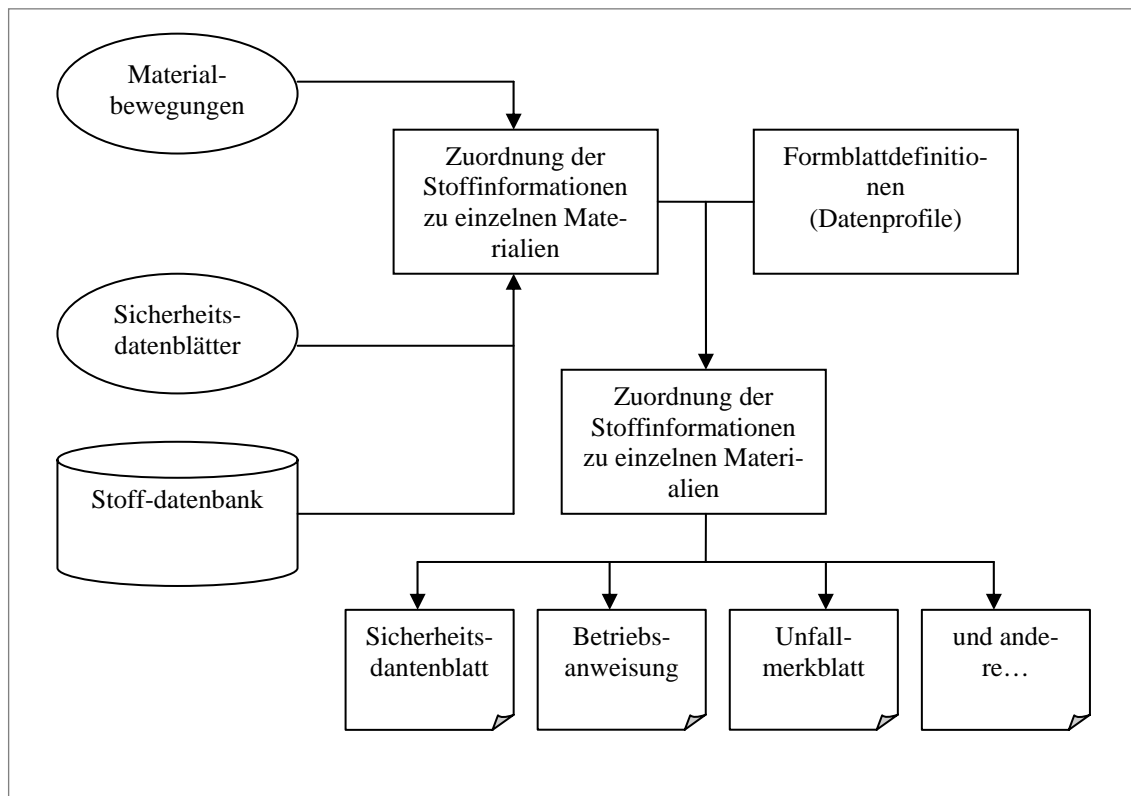 Material-
bewegungen
Zuordnung der
Stoffinformationen
zu einzelnen Mate-
rialien
Formblattdefinitio-
nen
(Datenprofile)
Sicherheits-
datenblätter
Zuordnung der
Stoffinformationen
zu einzelnen Materi-
alien
Stoff-datenbank
Sicherheits-
dantenblatt
Betriebs-
anweisung
Unfall-
merkblatt
und ande-
re…